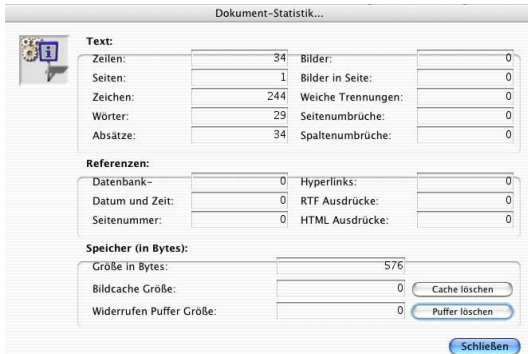 Dokument-Statistik...
Text:
Zeilen: 34 Bilder: 0
Seiten: 1 Bilder in Seite: 0
Zeichen: 244 Weiche Trennungen: 0
Wörter: 29 Seitenumbrüche: 0
Absätze: 34 Spaltenumbrüche: 0
Referenzen:
Datenbank- 0 Hyperlinks: 0
Datum und Zeit: 0 RTF Ausdrücke: 0
Seitenummer: 0 HTML Ausdrücke: 0
Speicher (in Bytes):
Größe in Bytes: 576
Bildcache Größe: 0 Cache löschen
Widerrufen Puffer Größe: 0 Puffer löschen
Schließen